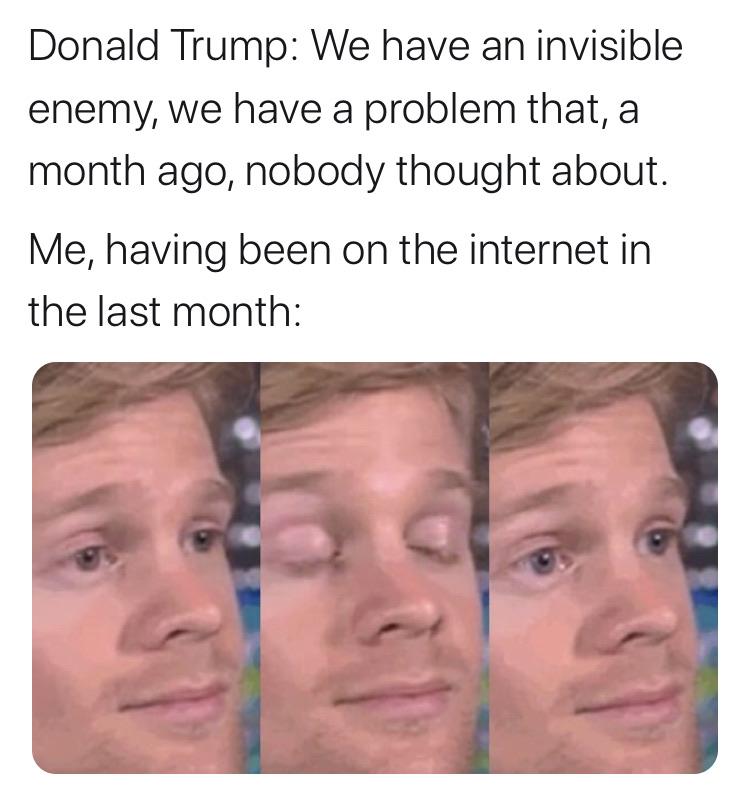 Donald Trump: We have an invisible
enemy, we have a problem that, a
month ago, nobody thought about.
Me, having been on the internet in
the last month: